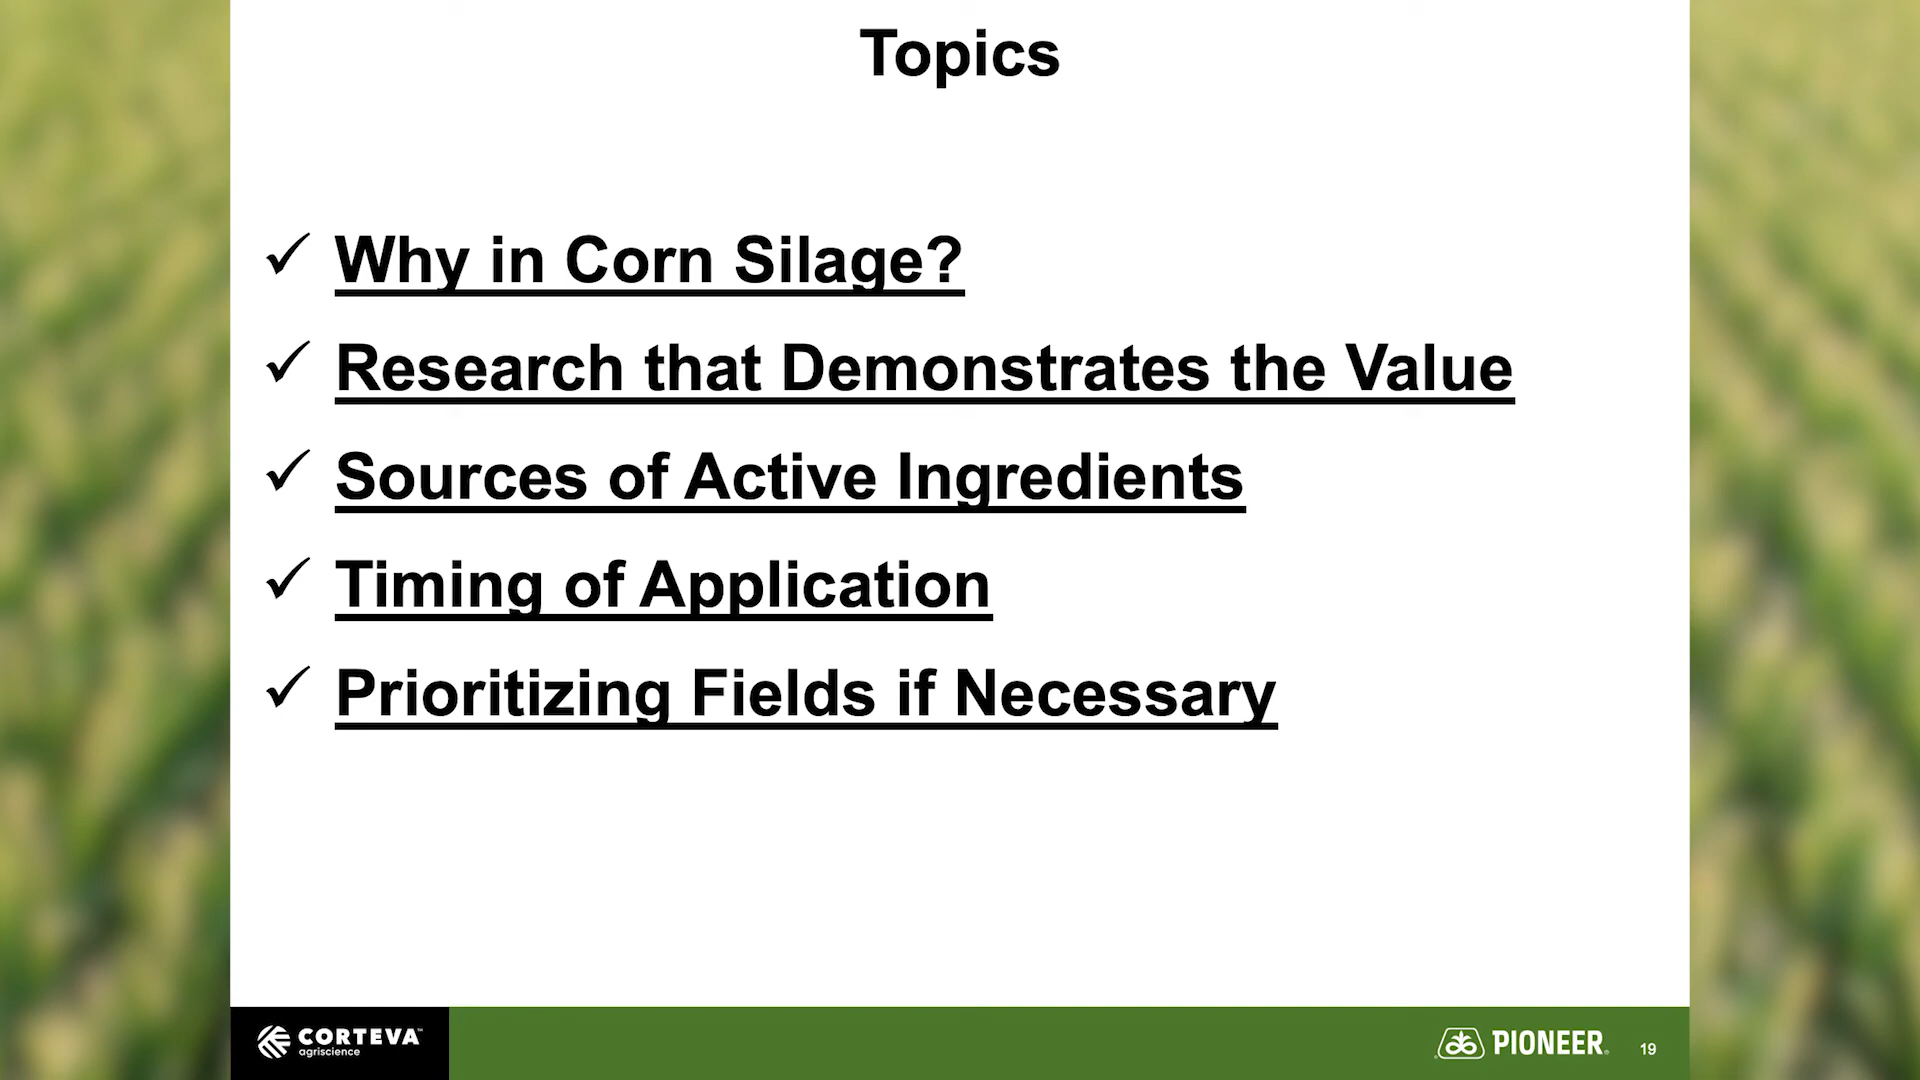 Topics
✓ Why in Corn Silage?
✓ Research that Demonstrates the Value
✓ Sources of Active Ingredients
✓ Timing of Application
✓ Prioritizing Fields if Necessary
CORTEVA™
agriscience
PIONEER®
19